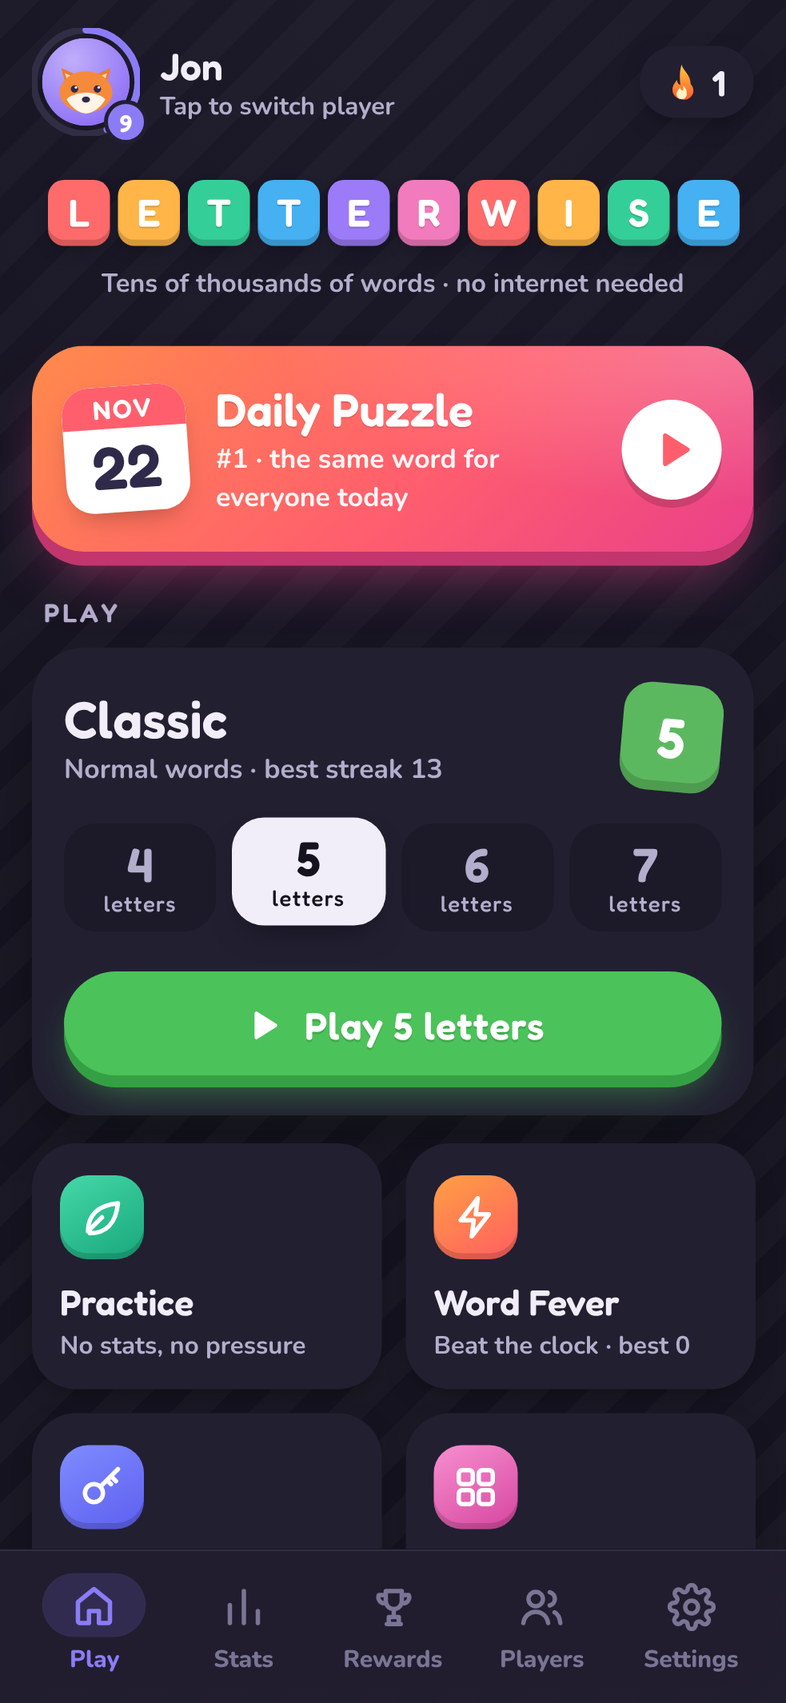 Jon
Tap to switch player
9
1
LETTERWISE
Tens of thousands of words · no internet needed
NOV
22
Daily Puzzle
#1 · the same word for
everyone today
PLAY
Classic
Normal words · best streak 13
5
4 5 6 7
letters letters letters letters
Play 5 letters
Practice
No stats, no pressure
Word Fever
Beat the clock · best 0
Play Stats Rewards Players Settings